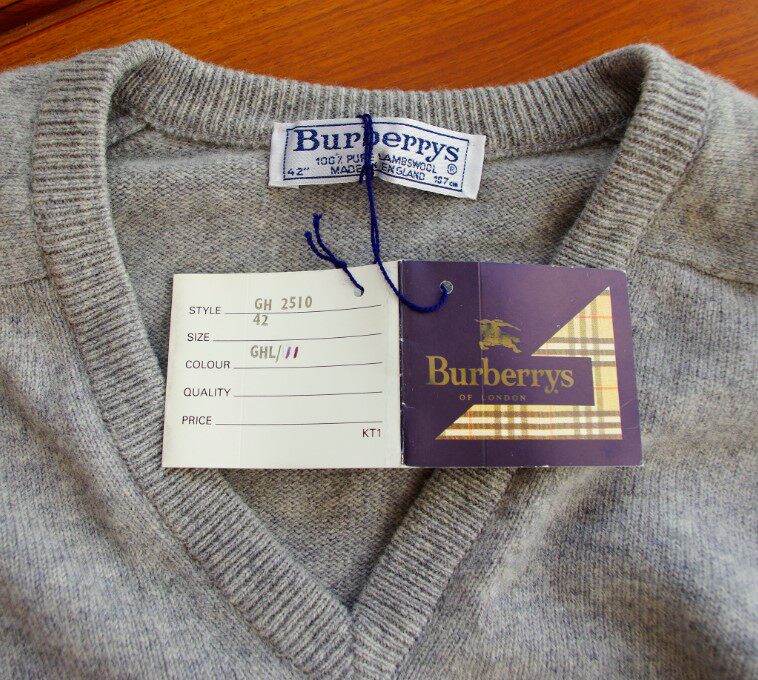 Burberrys
100% PURE LAMBSWOOL ®
42" MADE IN ENGLAND 107cm
STYLE GH 2510
42
SIZE
COLOUR GHL/11
QUALITY
PRICE
KT1
Burberrys
OF LONDON